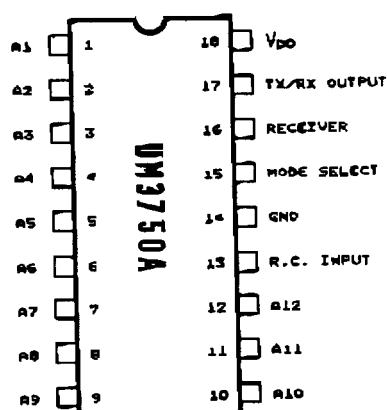 A1 1 18 VDD
A2 2 17 TX/RX OUTPUT
A3 3 16 RECEIVER
A4 4 15 MODE SELECT
A5 5 14 GND
A6 6 13 R.C. INPUT
A7 7 12 A12
A8 8 11 A11
A9 9 10 A10
UM3750A